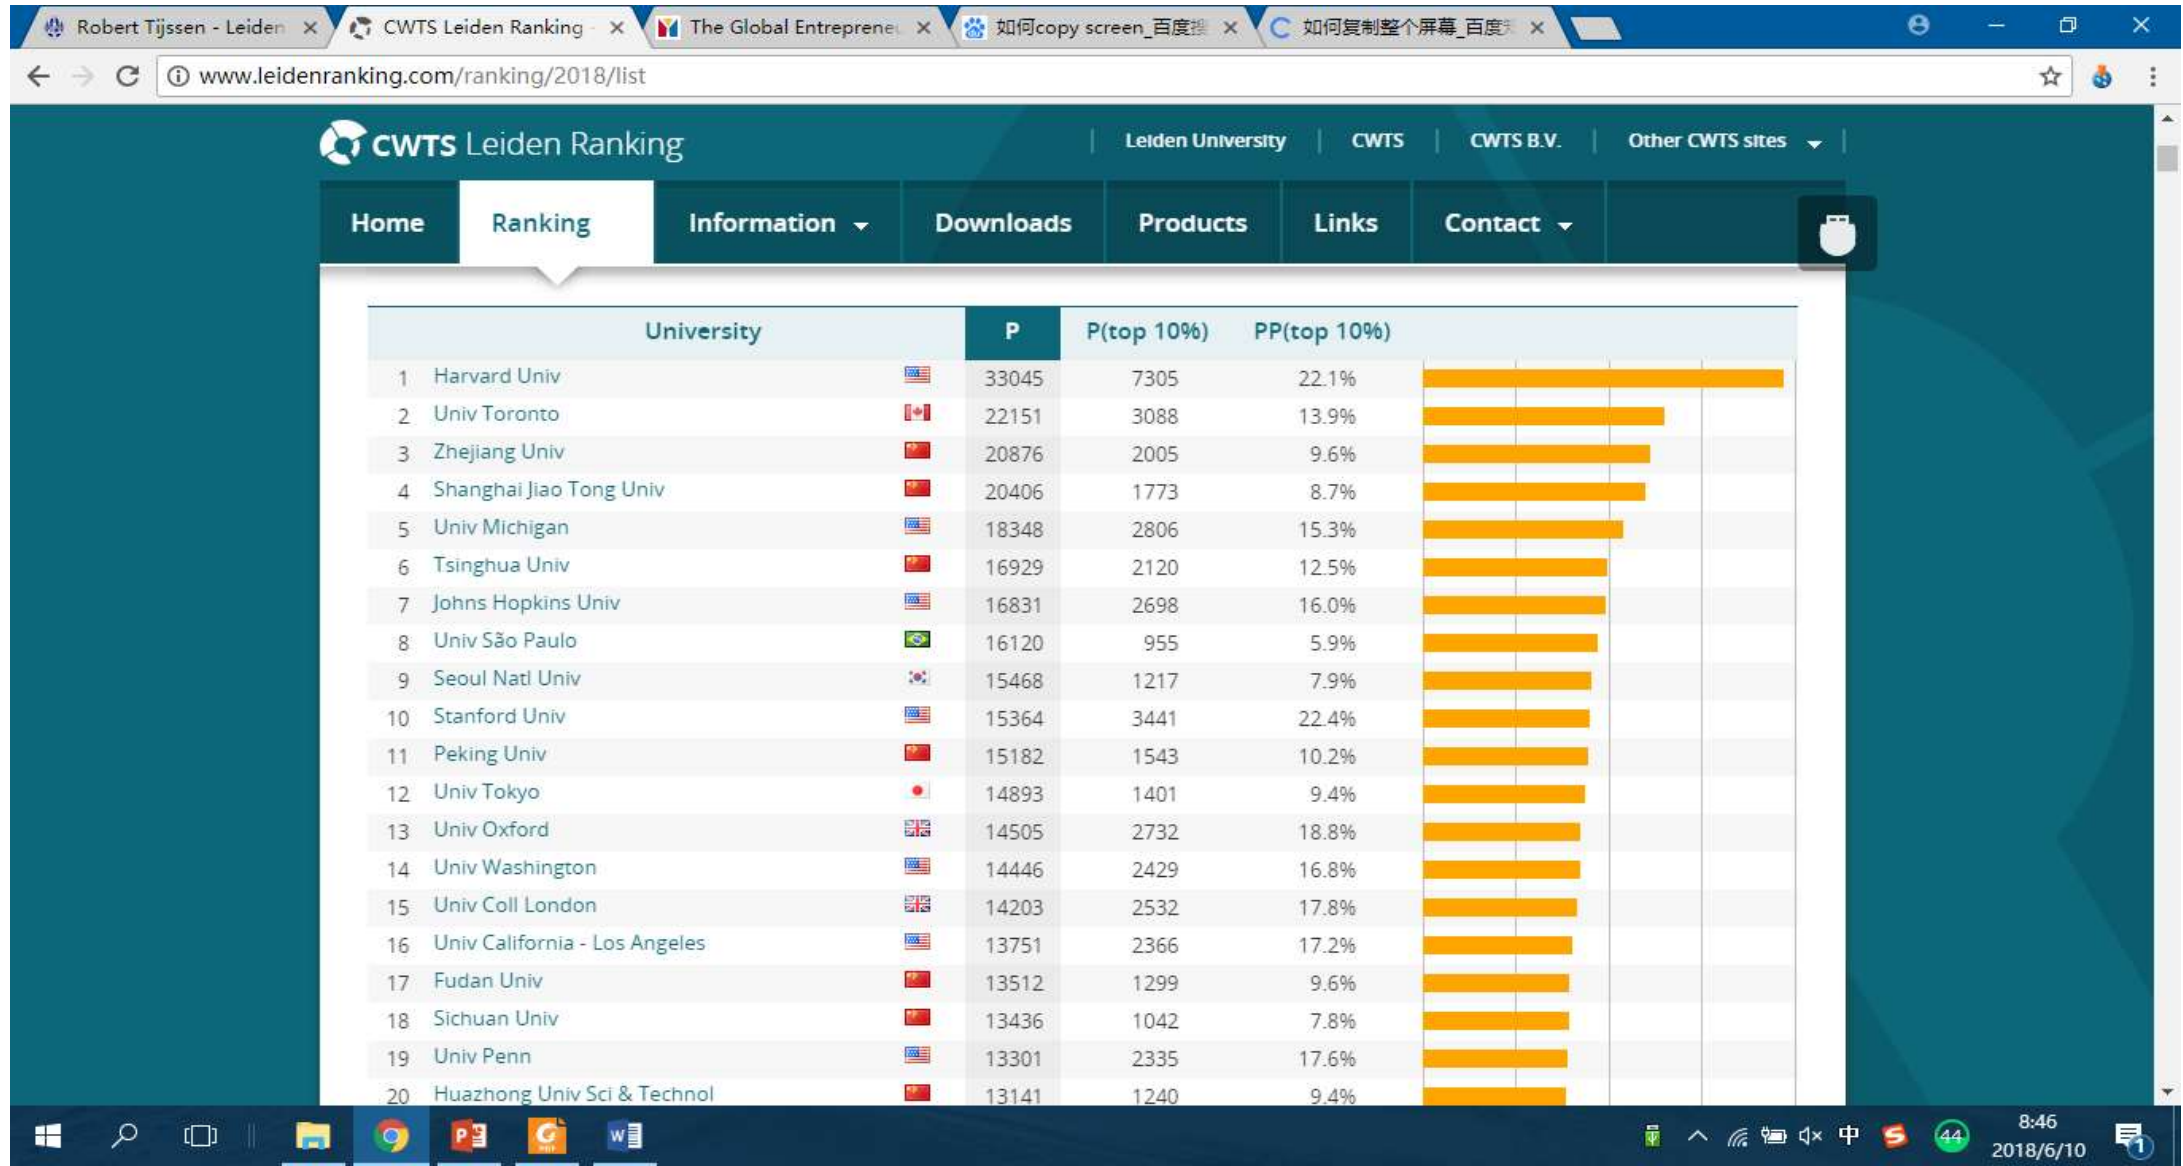 Robert Tijssen - Leiden
CWTS Leiden Ranking -
The Global Entreprene
如何copy screen_百度搜
如何复制整个屏幕_百度
www.leidenranking.com/ranking/2018/list
CWTS Leiden Ranking
Leiden University CWTS CWTS B.V. Other CWTS sites
Home Ranking Information Downloads Products Links Contact
University P P(top 10%) PP(top 10%)
1 Harvard Univ 33045 7305 22.1%
2 Univ Toronto 22151 3088 13.9%
3 Zhejiang Univ 20876 2005 9.6%
4 Shanghai Jiao Tong Univ 20406 1773 8.7%
5 Univ Michigan 18348 2806 15.3%
6 Tsinghua Univ 16929 2120 12.5%
7 Johns Hopkins Univ 16831 2698 16.0%
8 Univ São Paulo 16120 955 5.9%
9 Seoul Natl Univ 15468 1217 7.9%
10 Stanford Univ 15364 3441 22.4%
11 Peking Univ 15182 1543 10.2%
12 Univ Tokyo 14893 1401 9.4%
13 Univ Oxford 14505 2732 18.8%
14 Univ Washington 14446 2429 16.8%
15 Univ Coll London 14203 2532 17.8%
16 Univ California - Los Angeles 13751 2366 17.2%
17 Fudan Univ 13512 1299 9.6%
18 Sichuan Univ 13436 1042 7.8%
19 Univ Penn 13301 2335 17.6%
20 Huazhong Univ Sci & Technol 13141 1240 9.4%
中 44 8:46
2018/6/10
1